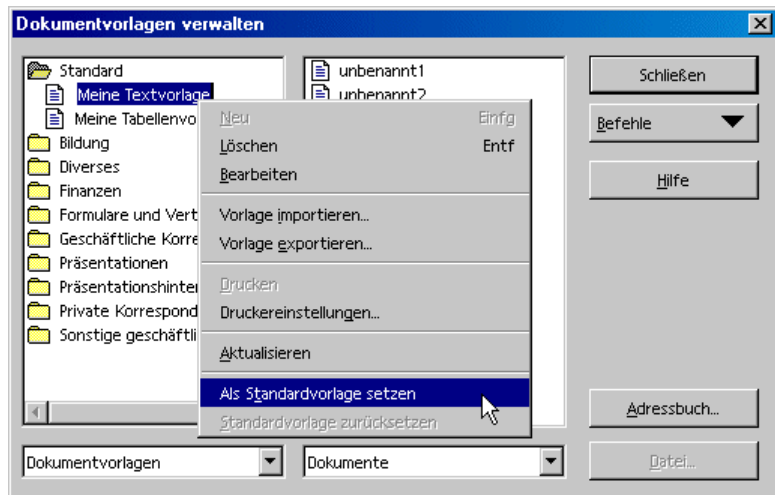 Dokumentvorlagen verwalten
Standard
Meine Textvorlage
Meine Tabellenvo
Bildung
Diverses
Finanzen
Formulare und Vert
Geschäftliche Korre
Präsentationen
Präsentationshinter
Private Korrespond
Sonstige geschäftli
unbenannt1
unbenannt2
Neu Einfg
Löschen Entf
Bearbeiten
Vorlage importieren...
Vorlage exportieren...
Drucken
Druckereinstellungen...
Aktualisieren
Als Standardvorlage setzen
Standardvorlage zurücksetzen
Schließen
Befehle
Hilfe
Adressbuch...
Datei...
Dokumentvorlagen
Dokumente